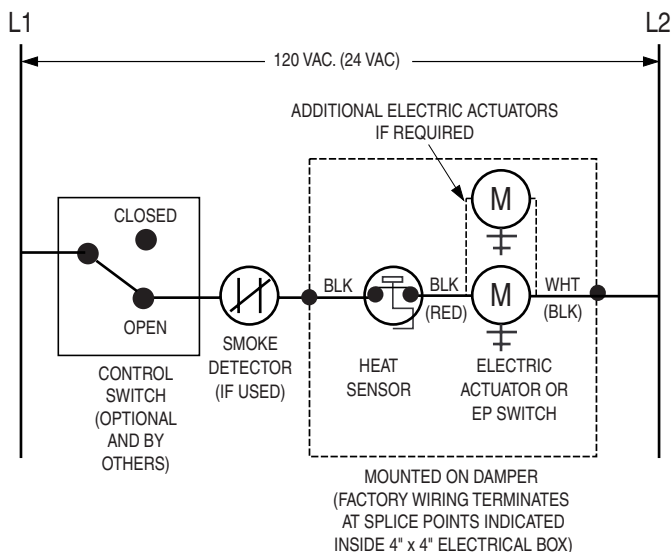 L1
L2
120 VAC. (24 VAC)
ADDITIONAL ELECTRIC ACTUATORS
IF REQUIRED
M
CLOSED
OPEN
BLK
BLK
(RED)
M
WHT
(BLK)
SMOKE
DETECTOR
(IF USED)
HEAT
SENSOR
ELECTRIC
ACTUATOR OR
EP SWITCH
CONTROL
SWITCH
(OPTIONAL
AND BY
OTHERS)
MOUNTED ON DAMPER
(FACTORY WIRING TERMINATES
AT SPLICE POINTS INDICATED
INSIDE 4" x 4" ELECTRICAL BOX)